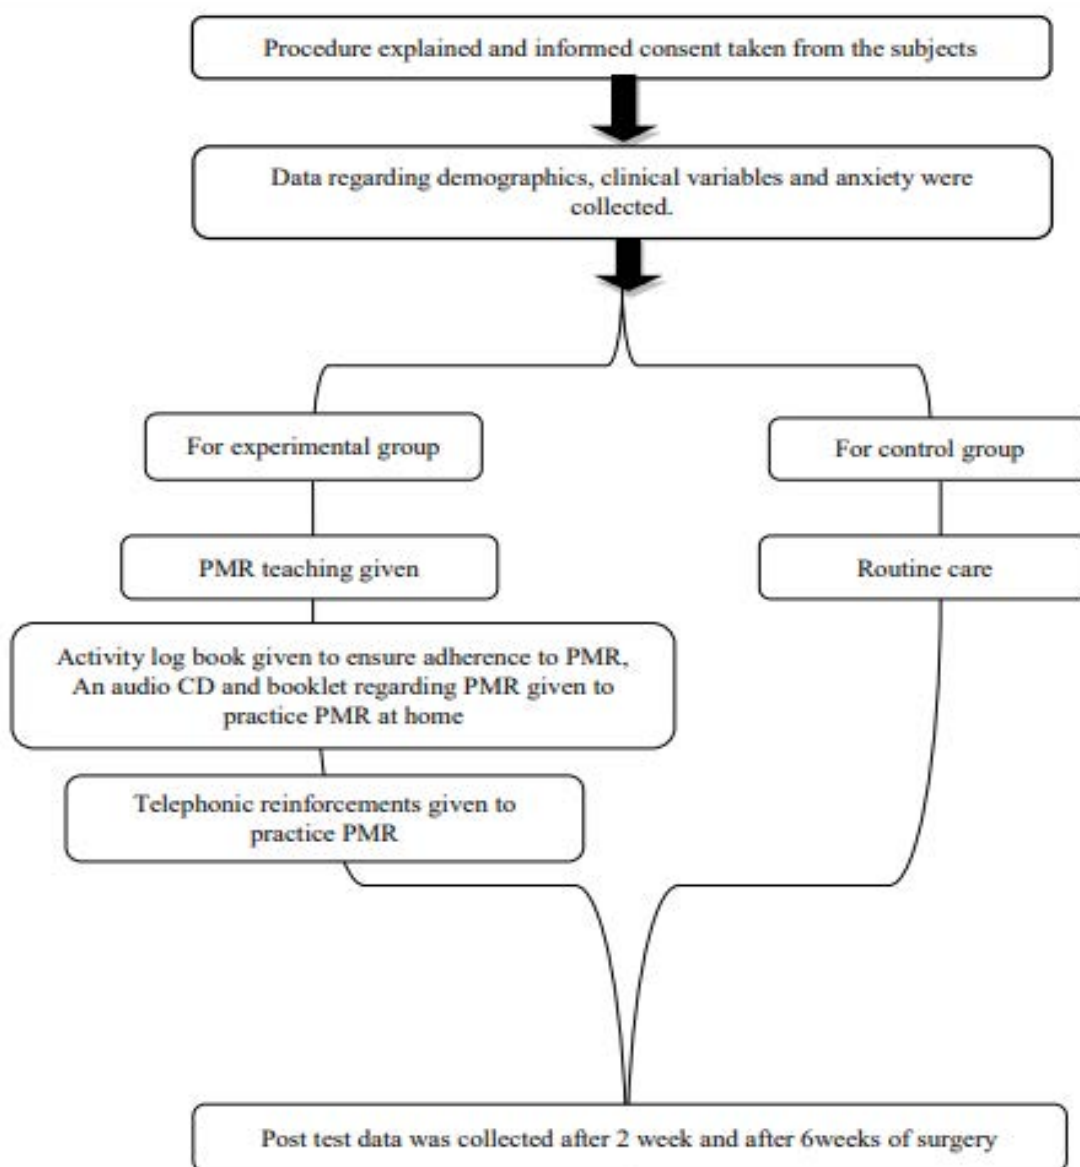 Procedure explained and informed consent taken from the subjects
Data regarding demographics, clinical variables and anxiety were
collected.
For experimental group
For control group
PMR teaching given
Routine care
Activity log book given to ensure adherence to PMR,
An audio CD and booklet regarding PMR given to
practice PMR at home
Telephonic reinforcements given to
practice PMR
Post test data was collected after 2 week and after 6weeks of surgery